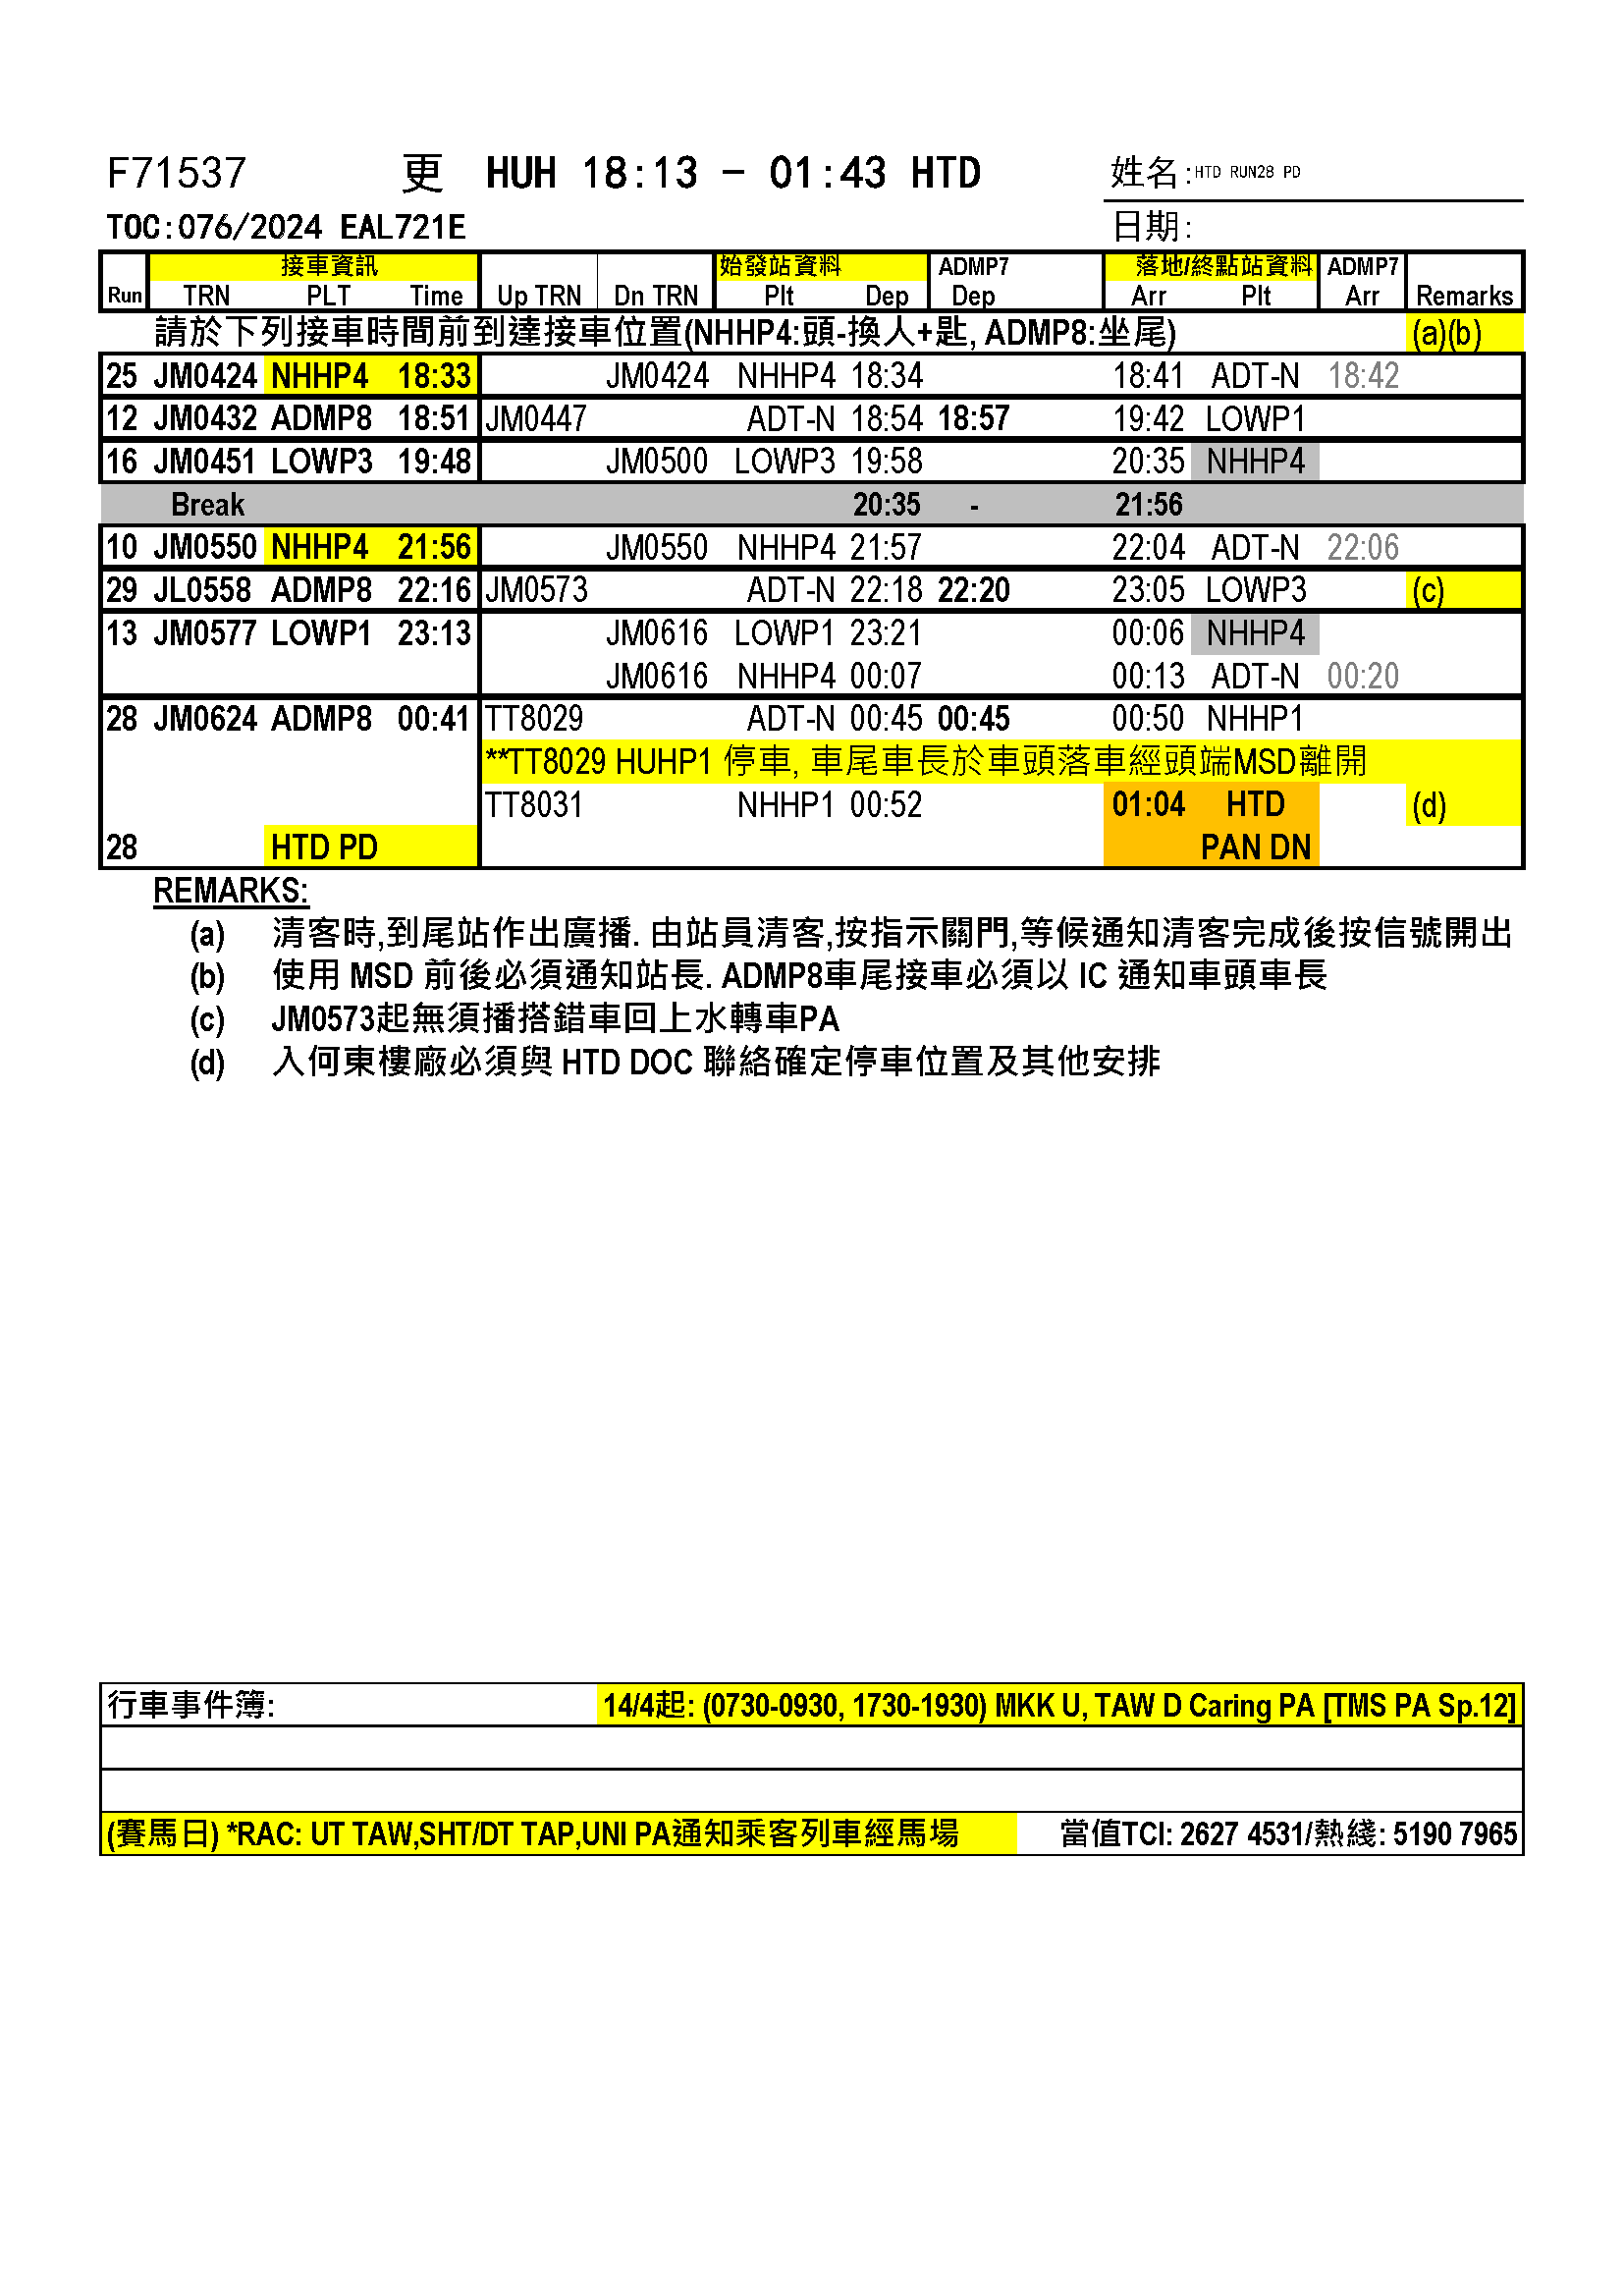 F71537 更 HUH 18:13 - 01:43 HTD 姓名:HTD RUN28 PD
TOC:076/2024 EAL721E 日期:
接車資訊 始發站資料 ADMP7 落地/終點站資料 ADMP7
Run TRN PLT Time Up TRN Dn TRN Plt Dep Dep Arr Plt Arr Remarks
請於下列接車時間前到達接車位置(NHHP4:頭-換人+匙, ADMP8:坐尾) (a)(b)
25 JM0424 NHHP4 18:33 JM0424 NHHP4 18:34 18:41 ADT-N 18:42
12 JM0432 ADMP8 18:51 JM0447 ADT-N 18:54 18:57 19:42 LOWP1
16 JM0451 LOWP3 19:48 JM0500 LOWP3 19:58 20:35 NHHP4
Break 20:35 - 21:56
10 JM0550 NHHP4 21:56 JM0550 NHHP4 21:57 22:04 ADT-N 22:06
29 JL0558 ADMP8 22:16 JM0573 ADT-N 22:18 22:20 23:05 LOWP3 (c)
13 JM0577 LOWP1 23:13 JM0616 LOWP1 23:21 00:06 NHHP4
JM0616 NHHP4 00:07 00:13 ADT-N 00:20
28 JM0624 ADMP8 00:41 TT8029 ADT-N 00:45 00:45 00:50 NHHP1
**TT8029 HUHP1 停車, 車尾車長於車頭落車經頭端MSD離開
TT8031 NHHP1 00:52 01:04 HTD (d)
28 HTD PD PAN DN
REMARKS:
(a) 清客時,到尾站作出廣播. 由站員清客,按指示關門,等候通知清客完成後按信號開出
(b) 使用 MSD 前後必須通知站長. ADMP8車尾接車必須以 IC 通知車頭車長
(c) JM0573起無須播搭錯車回上水轉車PA
(d) 入何東樓廠必須與 HTD DOC 聯絡確定停車位置及其他安排
行車事件簿: 14/4起: (0730-0930, 1730-1930) MKK U, TAW D Caring PA [TMS PA Sp.12]
(賽馬日) *RAC: UT TAW,SHT/DT TAP,UNI PA通知乘客列車經馬場 當值TCI: 2627 4531/熱綫: 5190 7965